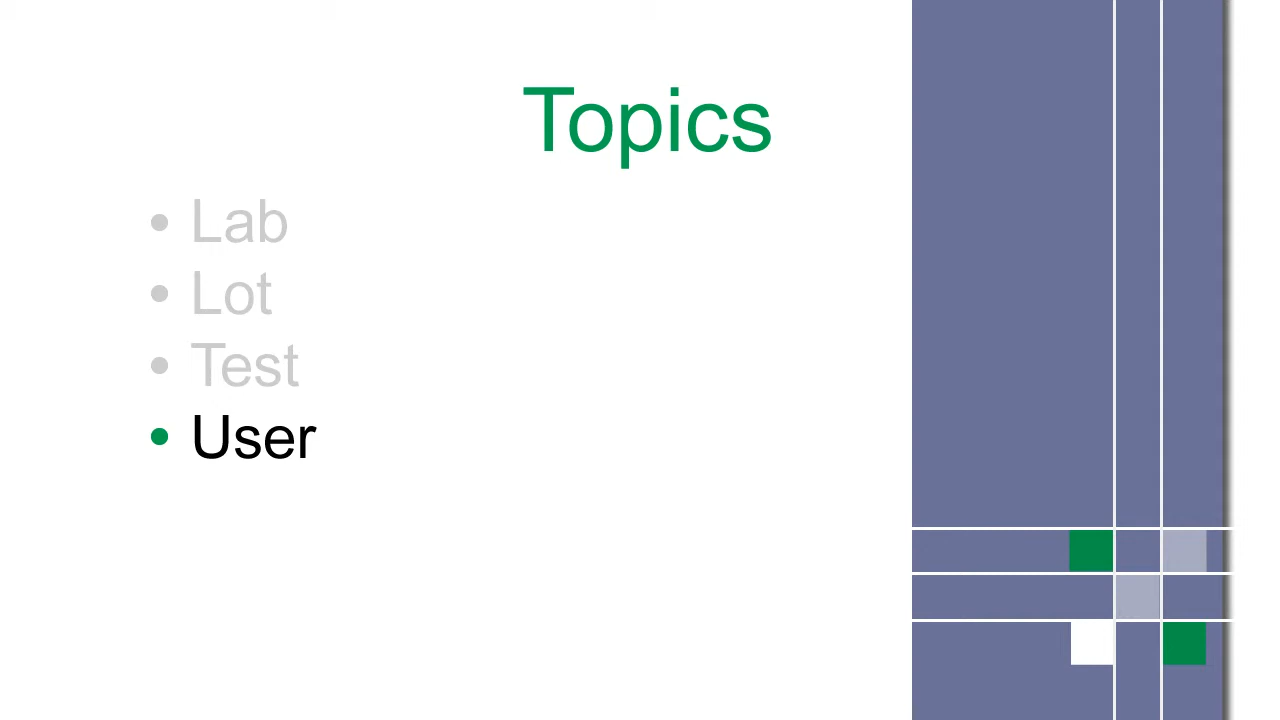 Topics
• Lab
• Lot
• Test
• User